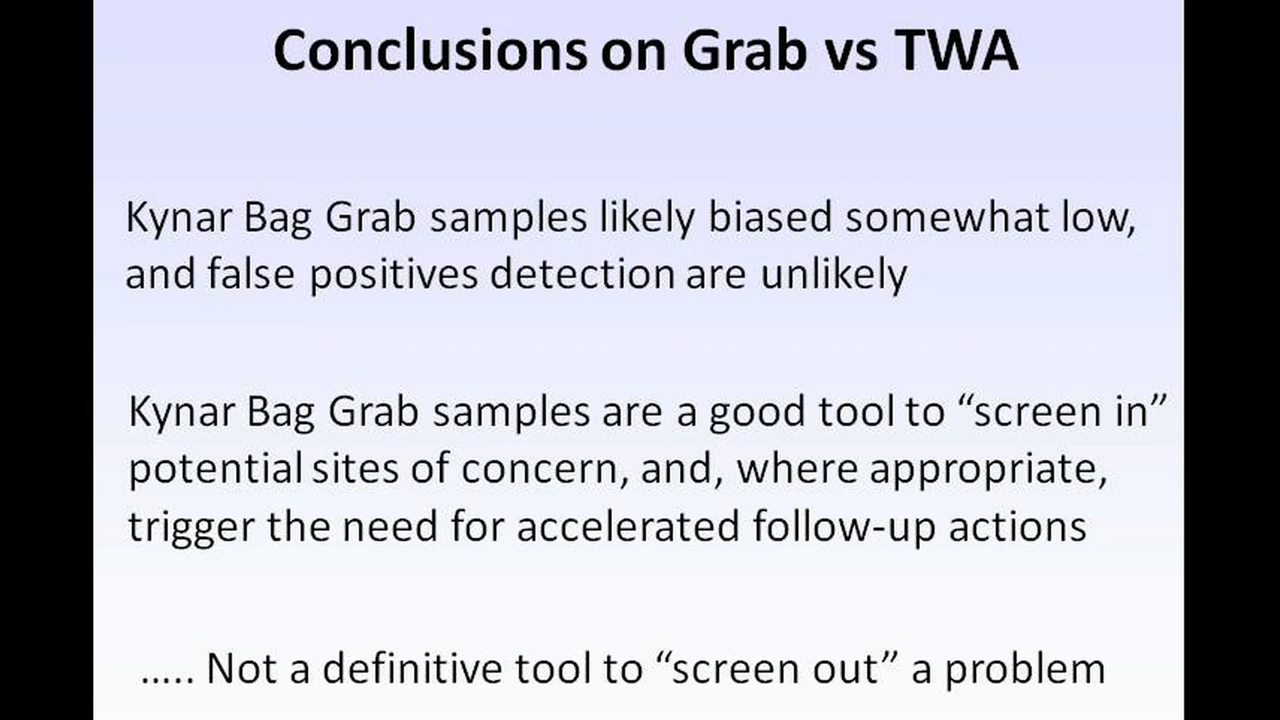 Conclusions on Grab vs TWA
Kynar Bag Grab samples likely biased somewhat low,
and false positives detection are unlikely
Kynar Bag Grab samples are a good tool to “screen in”
potential sites of concern, and, where appropriate,
trigger the need for accelerated follow-up actions
..... Not a definitive tool to “screen out” a problem